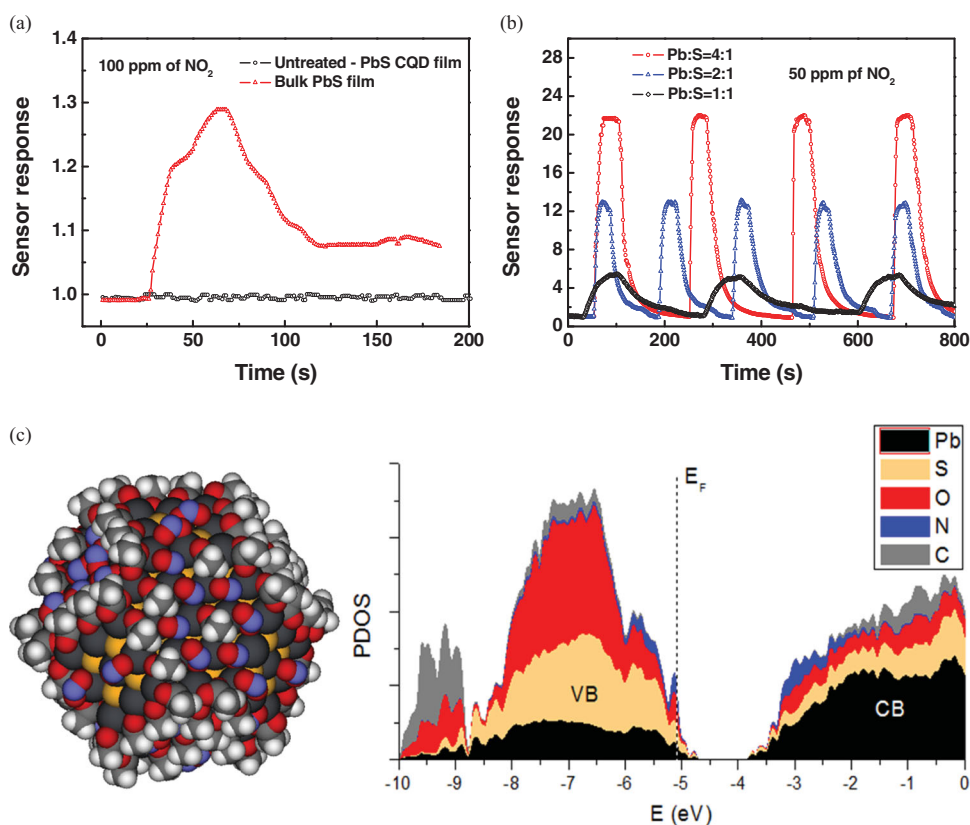 (a)
1.4
1.3
1.2
1.1
1.0
Sensor response
100 ppm of NO2
Untreated - PbS CQD film
Bulk PbS film
0
50
100
150
200
Time (s)
(b)
28
24
20
16
12
8
4
0
Sensor response
Pb:S=4:1
Pb:S=2:1
Pb:S=1:1
50 ppm pf NO2
0
200
400
600
800
Time (s)
(c)
PDOS
EF
VB
CB
Pb
S
O
N
C
-10
-9
-8
-7
-6
-5
-4
-3
-2
-1
0
E (eV)